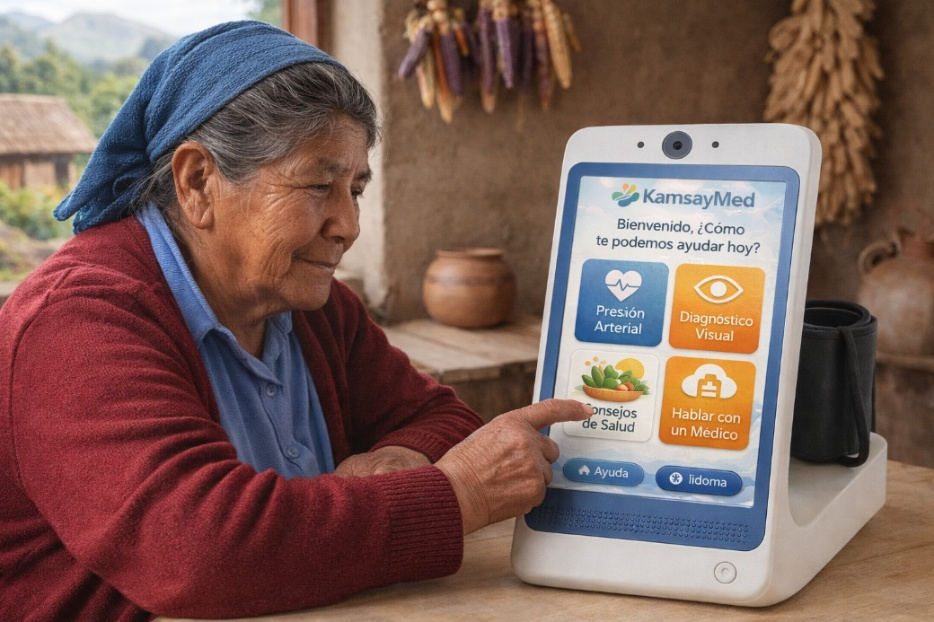 KamsayMed
Bienvenido, ¿Cómo
te podemos ayudar hoy?
Presión
Arterial
Diagnóstico
Visual
onsejos
de Salud
Hablar con
un Médico
Ayuda
Iidoma